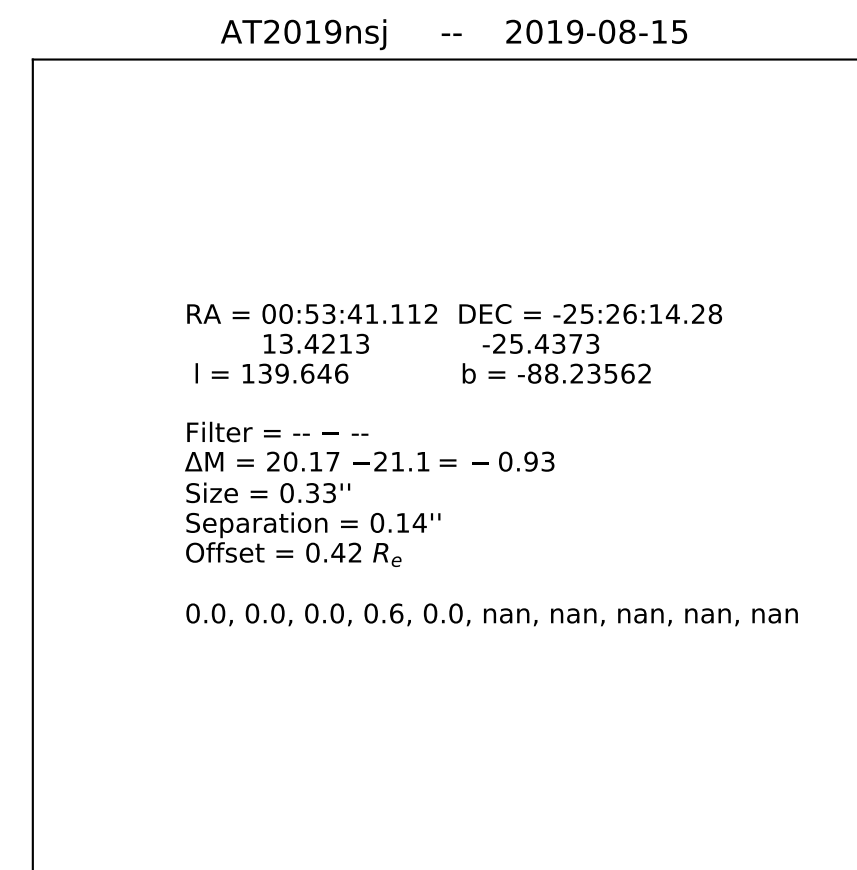 AT2019nsj -- 2019-08-15
RA = 00:53:41.112 DEC = -25:26:14.28
13.4213 -25.4373
l = 139.646 b = -88.23562
Filter = -- − --
ΔM = 20.17 −21.1 = − 0.93
Size = 0.33''
Separation = 0.14''
Offset = 0.42 Rₑ
0.0, 0.0, 0.0, 0.6, 0.0, nan, nan, nan, nan, nan